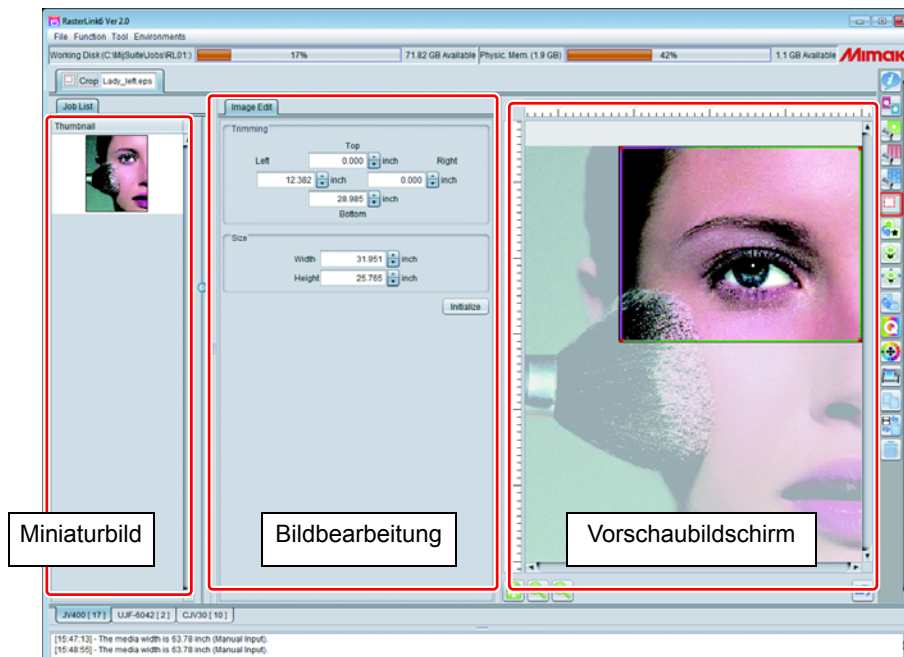 RasterLink6 Ver 2.0
File Function Tool Environments
Working Disk (C:\MijSuite\Jobs\RL01:) 17% 71.82 GB Available Physic. Mem. (1.9 GB) 42% 1.1 GB Available Mimak
Crop Lady_left.eps
Job List
Image Edit
Thumbnail
Trimming
Top
Left 0.000 inch Right
12.382 inch 0.000 inch
28.985 inch
Bottom
Size
Width 31.951 inch
Height 25.765 inch
Initialize
Miniaturbild
Bildbearbeitung
Vorschaubildschirm
JV400 [ 17 ] UJF-6042 [ 2 ] CJV30 [ 10 ]
[15:47:13] - The media width is 63.78 inch (Manual Input).
[15:48:55] - The media width is 63.78 inch (Manual Input).